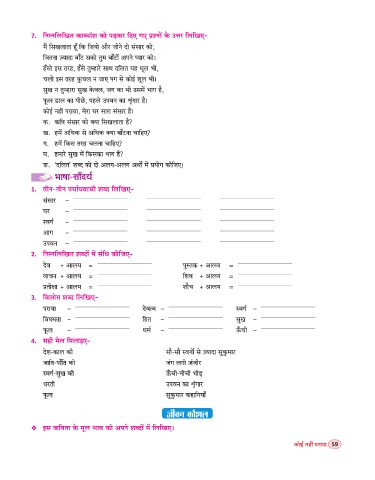 7. निम्नलिखित काव्यांश को पढ़कर दिए गए प्रश्नों के उत्तर लिखिए–
मैं सिखलाता हूँ कि जियो और जीने दो संसार को,
जितना ज़्यादा बाँट सको तुम बाँटो अपने प्यार को।
हँसो इस तरह, हँसे तुम्हारे साथ दलित यह धूल भी,
चलो इस तरह कुचल न जाए पग से कोई शूल भी।
सुख न तुम्हारा सुख केवल, जग का भी उसमें भाग है,
फूल डाल का पीछे, पहले उपवन का शृंगार है।
कोई नहीं पराया, मेरा घर सारा संसार है।
क. कवि संसार को क्या सिखलाता है?
ख. हमें अधिक से अधिक क्या बाँटना चाहिए?
ग. हमें किस तरह चलना चाहिए?
घ. हमारे सुख में किसका भाग है?
ङ. 'दलित' शब्द को दो अलग-अलग अर्थों में प्रयोग कीजिए।
भाषा-सौंदर्य
1. तीन-तीन पर्यायवाची शब्द लिखिए–
संसार –
घर –
स्वर्ग –
आग –
उपवन –
2. निम्नलिखित शब्दों में संधि कीजिए–
देव + आलय = पुस्तक + आलय =
वाचन + आलय = शिव + आलय =
प्रतीक्षा + आलय = शौच + आलय =
3. विलोम शब्द लिखिए–
पराया – देवत्व – स्वर्ग –
विषमता – हित – सुख –
फूल – धर्म – ऊँची –
4. सही मेल मिलाइए–
देश-काल को सौ-सौ स्वर्गों से ज़्यादा सुकुमार
जाति-पाँति की जंग लगी जंजीर
स्वर्ग-सुख की ऊँची-नीची भीड़
धरती उपवन का शृंगार
फूल सुकुमार कहानियाँ
जीवन कौशल
❖ इस कविता के मूल भाव को अपने शब्दों में लिखिए।
कोई नहीं पराया 59